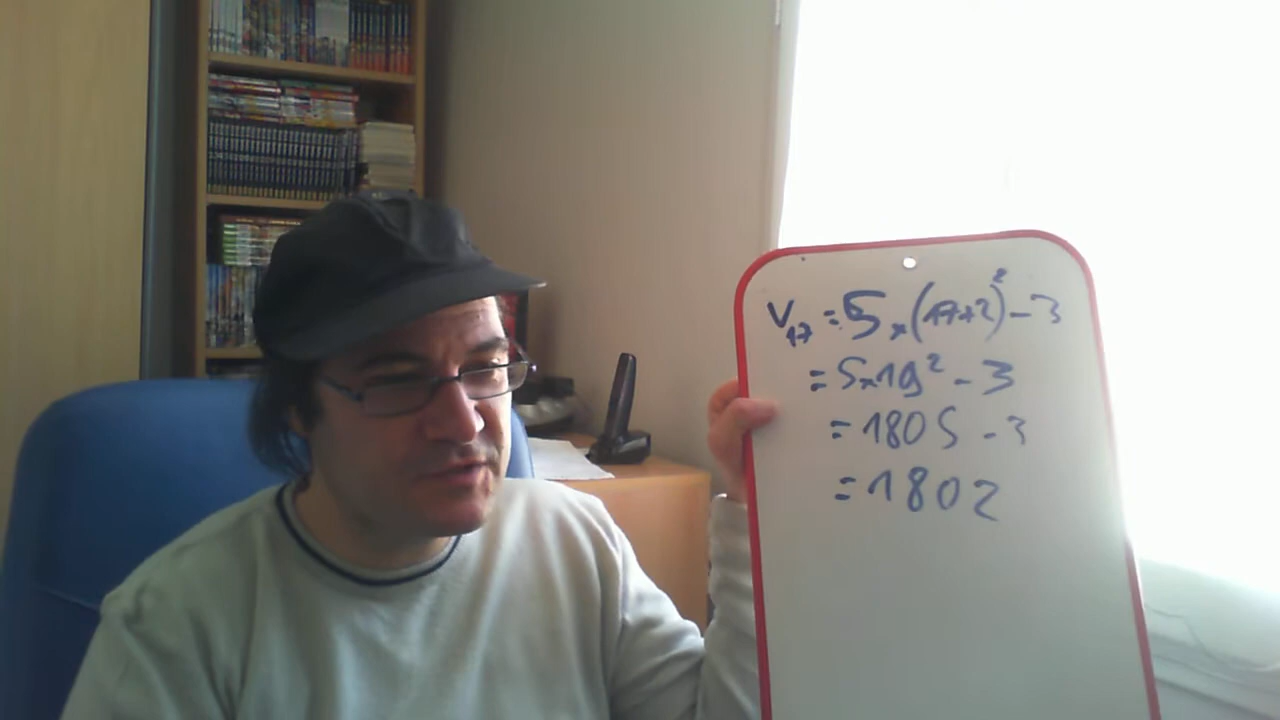 V₁₇ = 5 × (17+2)² - 3
= 5×19² - 3
= 1805 - 3
= 1802